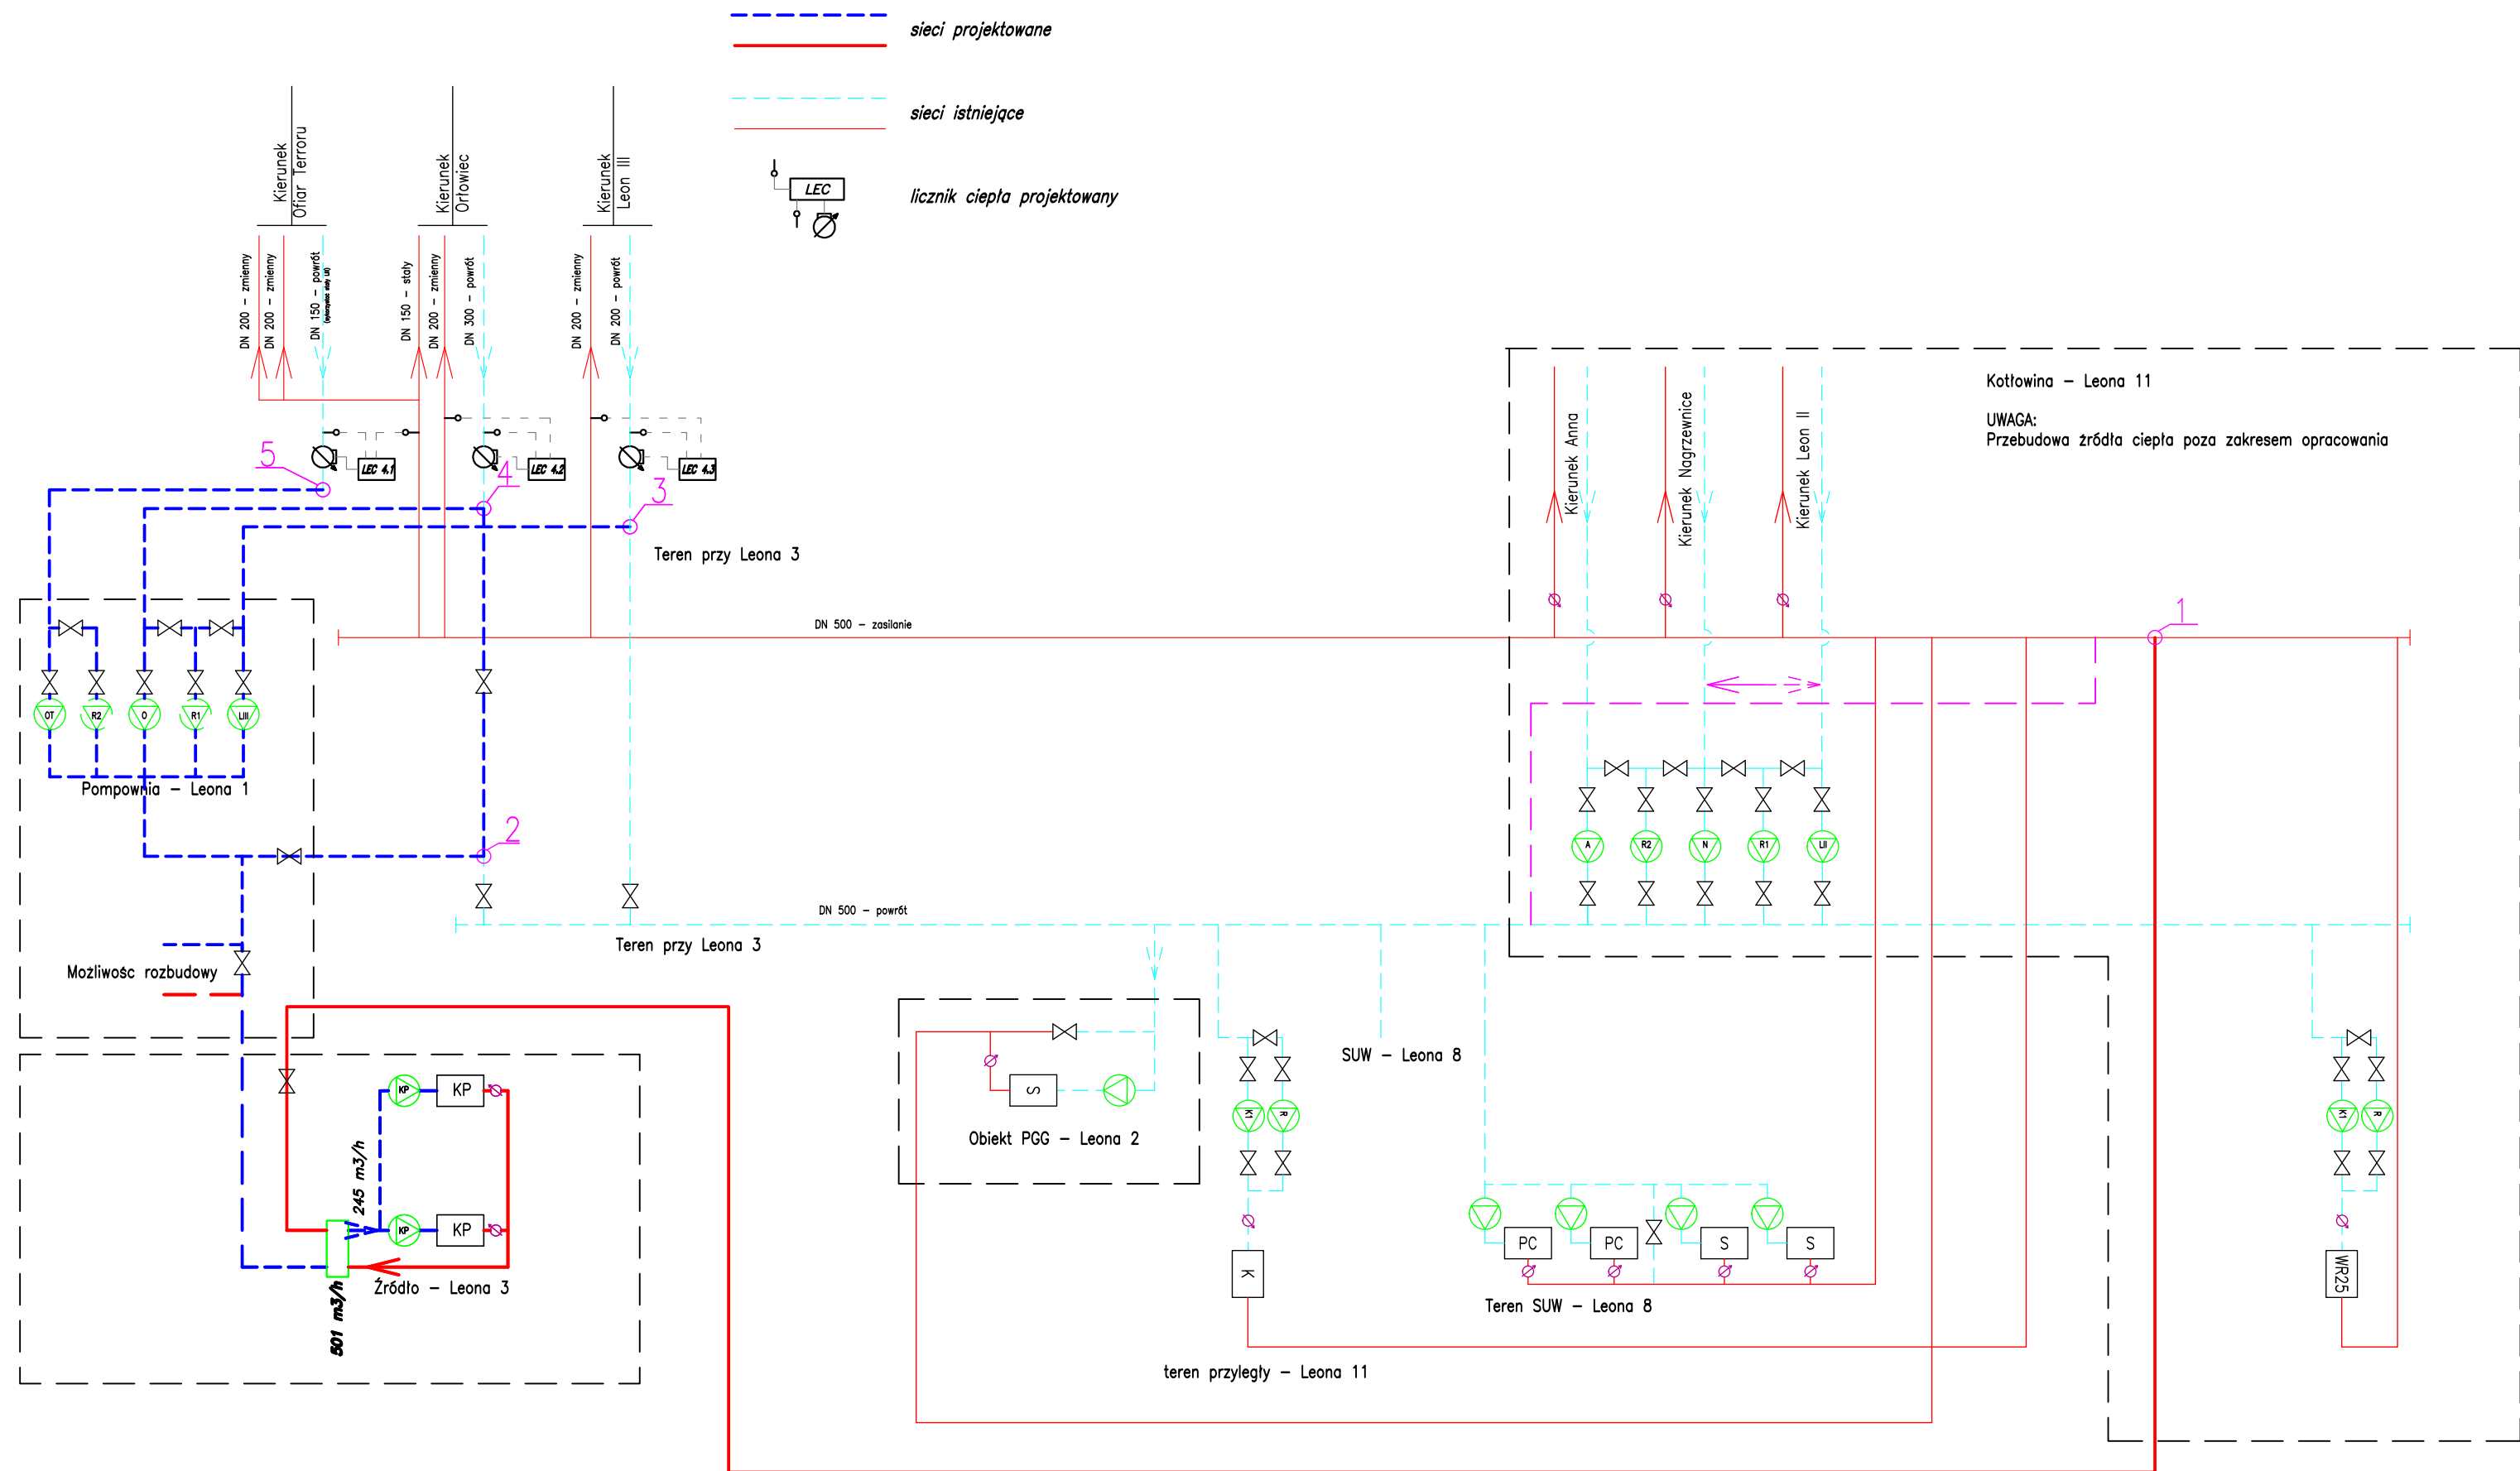 sieci projektowane
sieci istniejące
LEC
licznik ciepła projektowany
Kierunek
Ofiar Terroru
Kierunek
Orłowiec
Kierunek
Leon III
DN 200 – zmienny
DN 200 – zmienny
DN 150 – powrót
DN 150 – stały
DN 200 – zmienny
DN 300 – powrót
DN 200 – zmienny
DN 200 – powrót
LEC 4.1
LEC 4.2
LEC 4.3
5
4
3
Teren przy Leona 3
Kotłowina – Leona 11
UWAGA:
Przebudowa źródła ciepła poza zakresem opracowania
Kierunek Anna
Kierunek Nagrzewnice
Kierunek Leon II
1
DN 500 – zasilanie
OT
R2
O
R1
LIII
Pompownia – Leona 1
2
A
R2
N
R1
LII
DN 500 – powrót
Teren przy Leona 3
Możliwośc rozbudowy
KP
KP
245 m3/h
KP
KP
501 m3/h
Źródło – Leona 3
S
Obiekt PGG – Leona 2
SUW – Leona 8
K1
R
K
PC
PC
S
S
Teren SUW – Leona 8
teren przyległy – Leona 11
K1
R
WR25